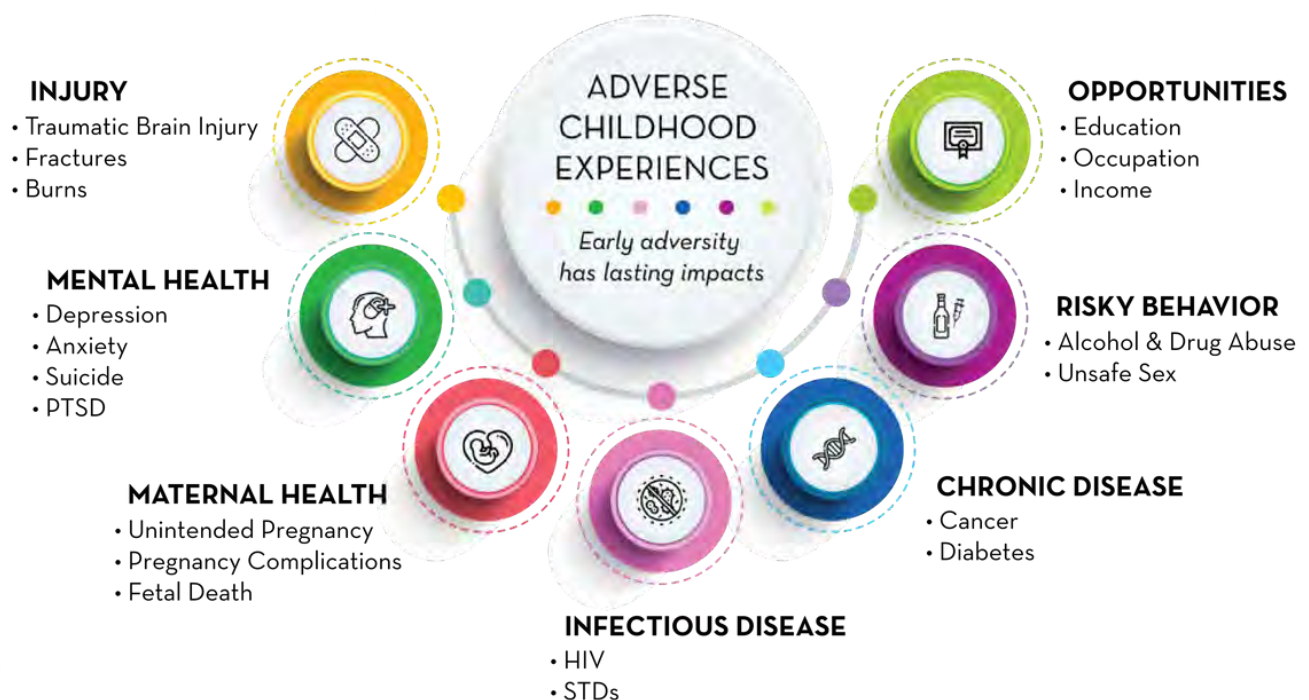 ADVERSE
CHILDHOOD
EXPERIENCES
Early adversity
has lasting impacts
INJURY
• Traumatic Brain Injury
• Fractures
• Burns
MENTAL HEALTH
• Depression
• Anxiety
• Suicide
• PTSD
MATERNAL HEALTH
• Unintended Pregnancy
• Pregnancy Complications
• Fetal Death
INFECTIOUS DISEASE
• HIV
• STDs
CHRONIC DISEASE
• Cancer
• Diabetes
RISKY BEHAVIOR
• Alcohol & Drug Abuse
• Unsafe Sex
OPPORTUNITIES
• Education
• Occupation
• Income